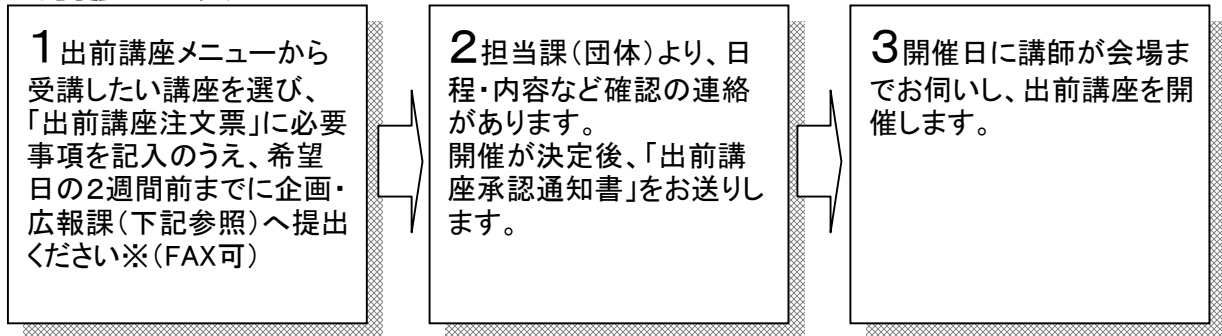 1出前講座メニューから
受講したい講座を選び、
「出前講座注文票」に必要
事項を記入のうえ、希望
日の2週間前までに企画・
広報課(下記参照)へ提出
ください※(FAX可)
2担当課(団体)より、日
程・内容など確認の連絡
があります。
開催が決定後、「出前講
座承認通知書」をお送りし
ます。
3開催日に講師が会場ま
でお伺いし、出前講座を開
催します。